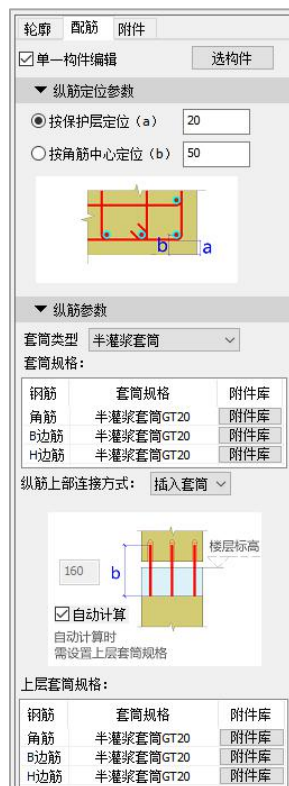 轮廓 配筋 附件
单一构件编辑 选构件
纵筋定位参数
按保护层定位（a） 20
按角筋中心定位（b） 50
b a
纵筋参数
套筒类型 半灌浆套筒
套筒规格：
钢筋 套筒规格 附件库
角筋 半灌浆套筒GT20 附件库
B边筋 半灌浆套筒GT20 附件库
H边筋 半灌浆套筒GT20 附件库
纵筋上部连接方式： 插入套筒
楼层标高
160 b
自动计算
自动计算时
需设置上层套筒规格
上层套筒规格：
钢筋 套筒规格 附件库
角筋 半灌浆套筒GT20 附件库
B边筋 半灌浆套筒GT20 附件库
H边筋 半灌浆套筒GT20 附件库